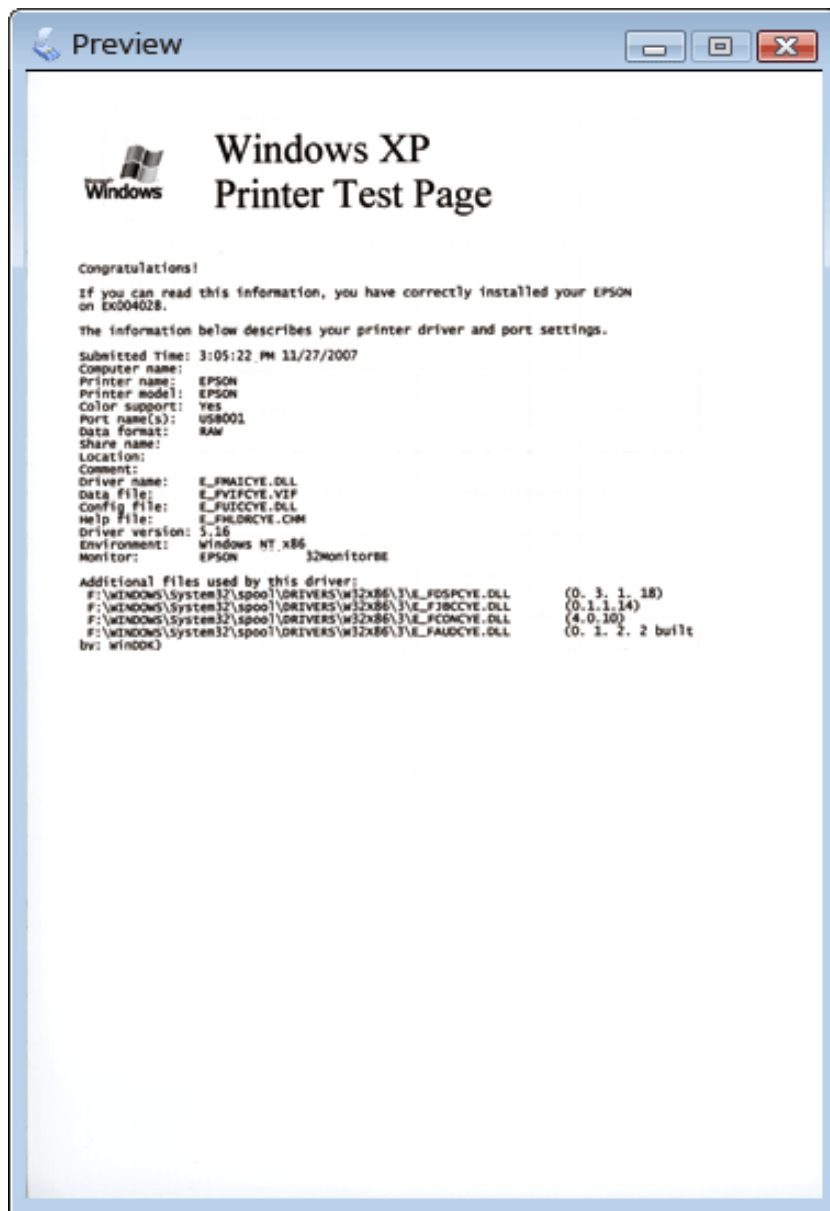 Preview
Windows XP
Printer Test Page
Microsoft
Windows
Congratulations!
If you can read this information, you have correctly installed your EPSON
on EK004028.
The information below describes your printer driver and port settings.
Submitted Time: 3:05:22 PM 11/27/2007
Computer name:
Printer name: EPSON
Printer model: EPSON
Color support: Yes
Port name(s): USB001
Data format: RAW
Share name:
Location:
Comment:
Driver name: E_FMAICYE.DLL
Data file: E_FVIFCYE.VIF
Config file: E_FUICCYE.DLL
Help file: E_FHLDRCYE.CHM
Driver version: 5.16
Environment: Windows NT x86
Monitor: EPSON 32MonitorBE
Additional files used by this driver:
F:\WINDOWS\System32\spool\DRIVERS\W32X86\3\E_FDSPCYE.DLL (0. 3. 1. 18)
F:\WINDOWS\System32\spool\DRIVERS\W32X86\3\E_FJBCCYE.DLL (0.1.1.14)
F:\WINDOWS\System32\spool\DRIVERS\W32X86\3\E_FCONCYE.DLL (4.0.10)
F:\WINDOWS\System32\spool\DRIVERS\W32X86\3\E_FAUDCYE.DLL (0. 1. 2. 2 built
by: WinDDK)